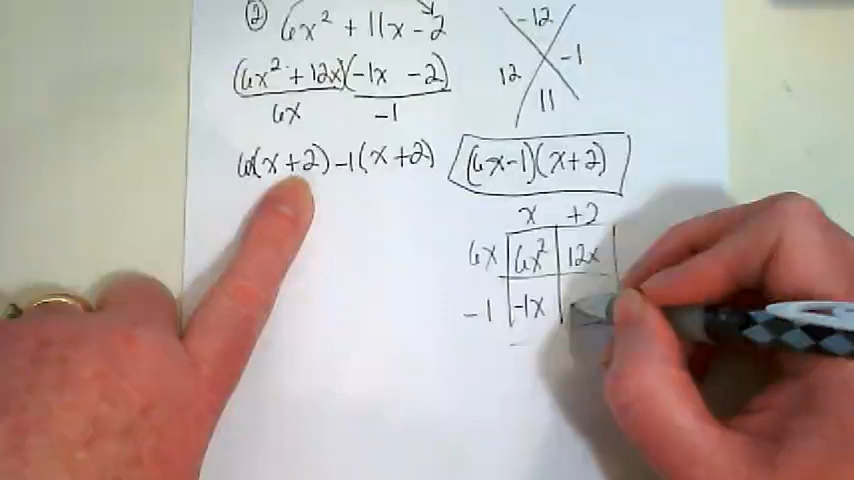 ② 6x² + 11x - 2
(6x² + 12x)(-1x - 2)
6x -1
6x(x+2) -1(x+2)
(6x-1)(x+2)
-12
12 -1
11
x +2
6x 6x² 12x
-1 -1x